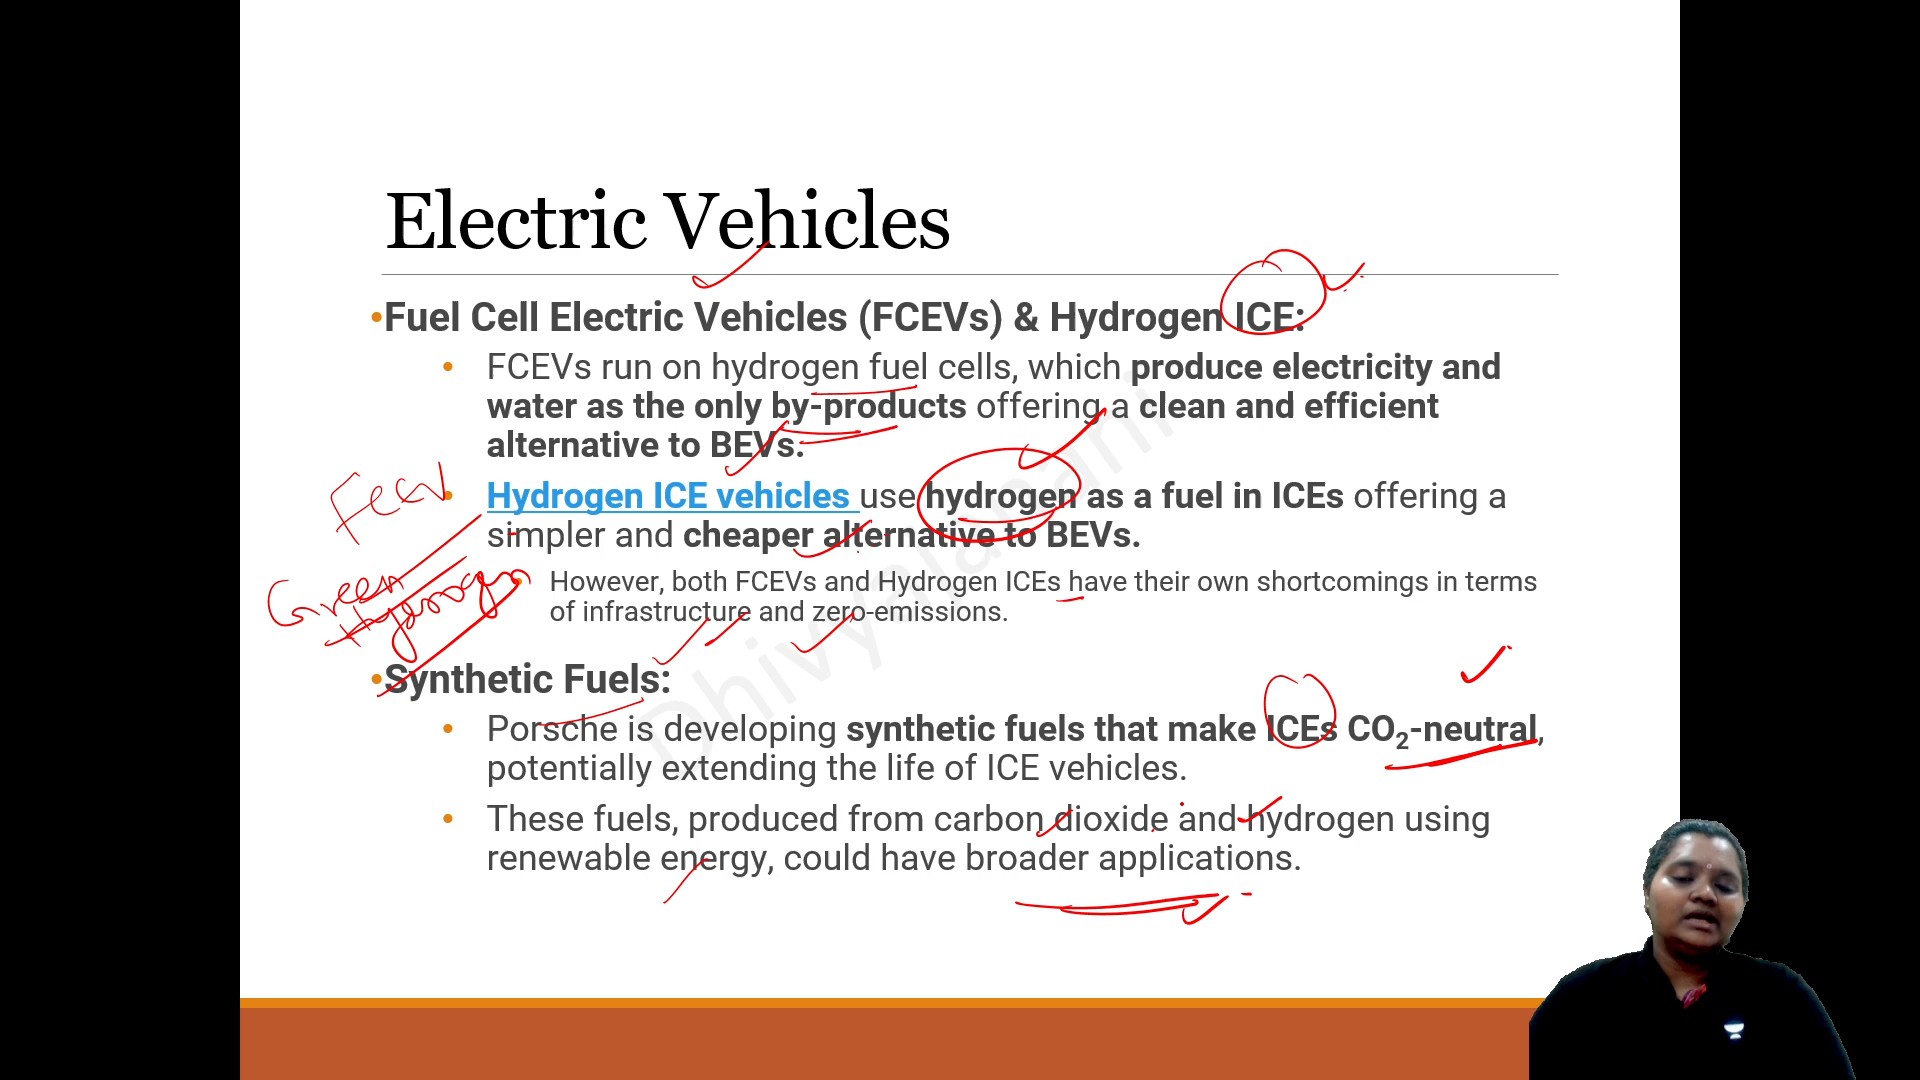 Electric Vehicles
•Fuel Cell Electric Vehicles (FCEVs) & Hydrogen ICE:
• FCEVs run on hydrogen fuel cells, which produce electricity and
water as the only by-products offering a clean and efficient
alternative to BEVs.
Fcev
• Hydrogen ICE vehicles use hydrogen as a fuel in ICEs offering a
simpler and cheaper alternative to BEVs.
Green
Hydrogen
• However, both FCEVs and Hydrogen ICEs have their own shortcomings in terms
of infrastructure and zero-emissions.
•Synthetic Fuels:
• Porsche is developing synthetic fuels that make ICEs CO₂-neutral,
potentially extending the life of ICE vehicles.
• These fuels, produced from carbon dioxide and hydrogen using
renewable energy, could have broader applications.